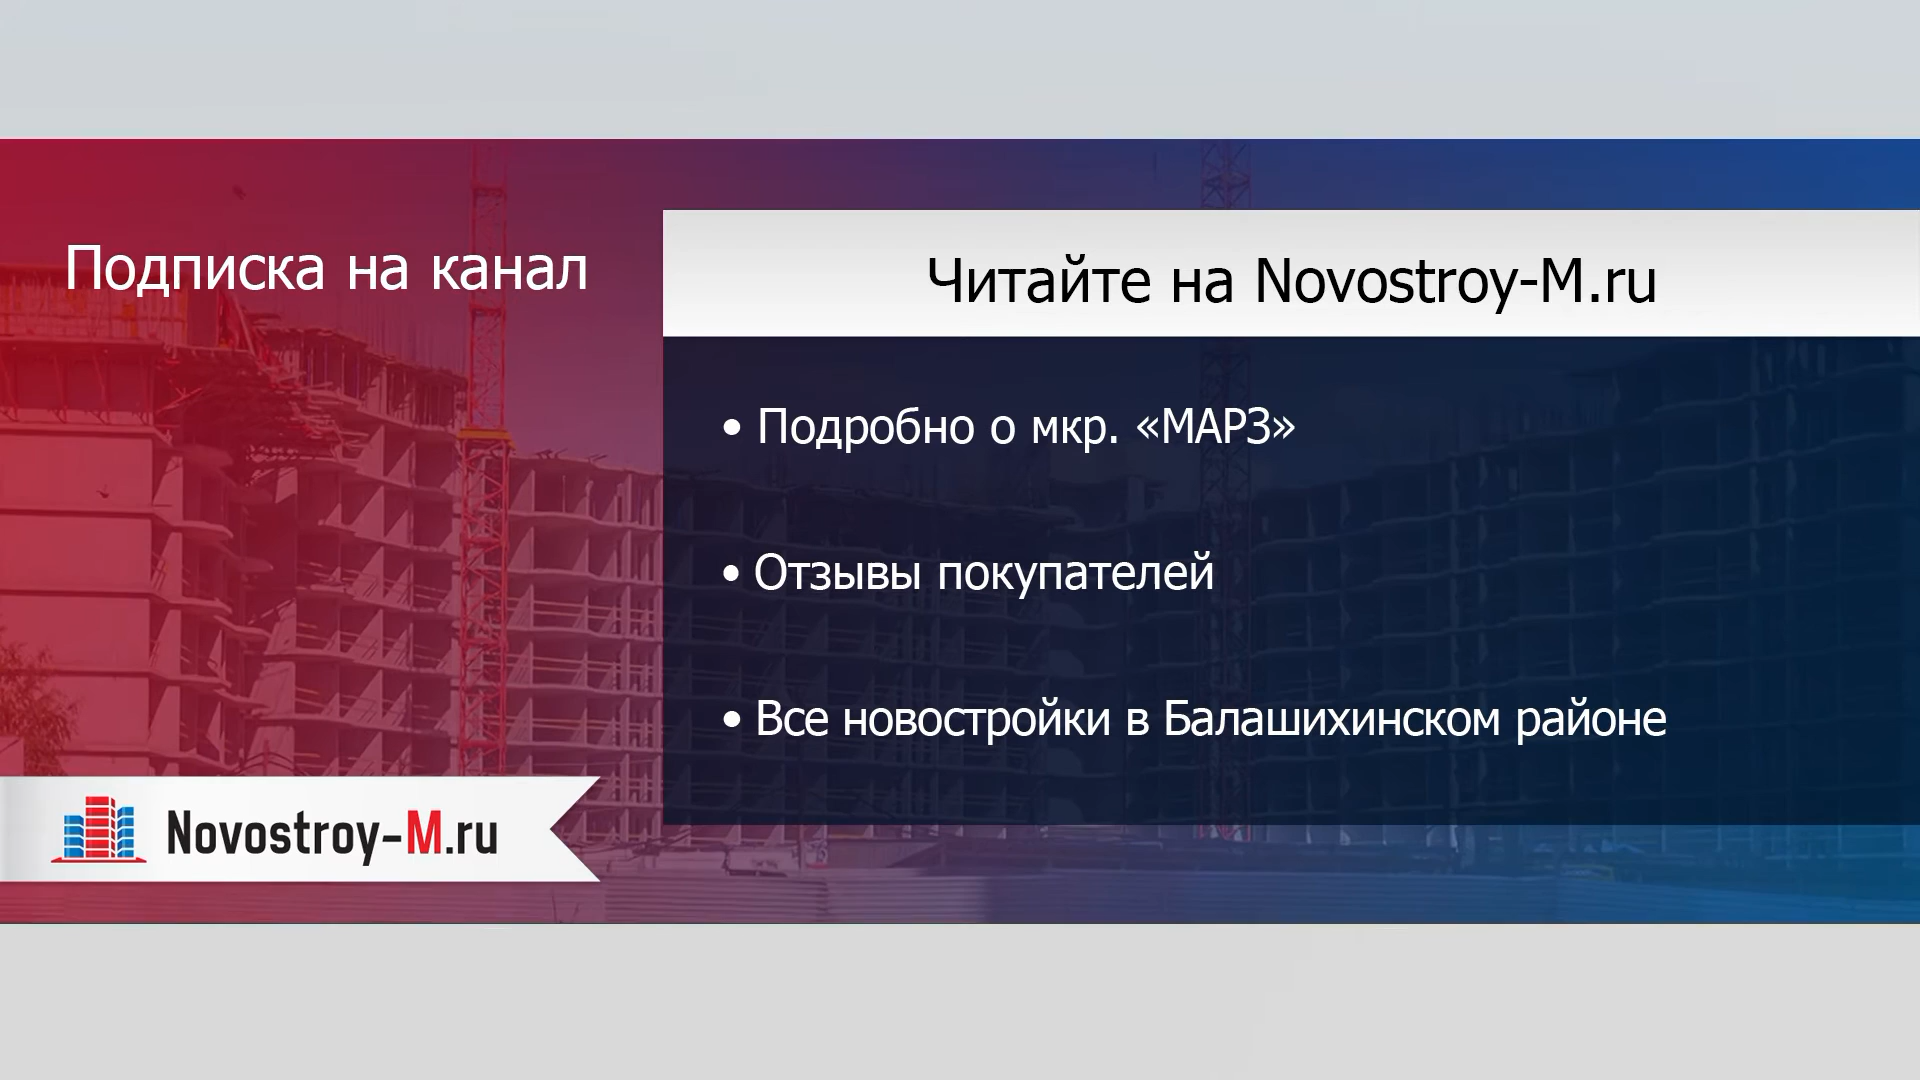 Подписка на канал
Читайте на Novostroy-M.ru
• Подробно о мкр. «МАРЗ»
• Отзывы покупателей
• Все новостройки в Балашихинском районе
Novostroy-M.ru